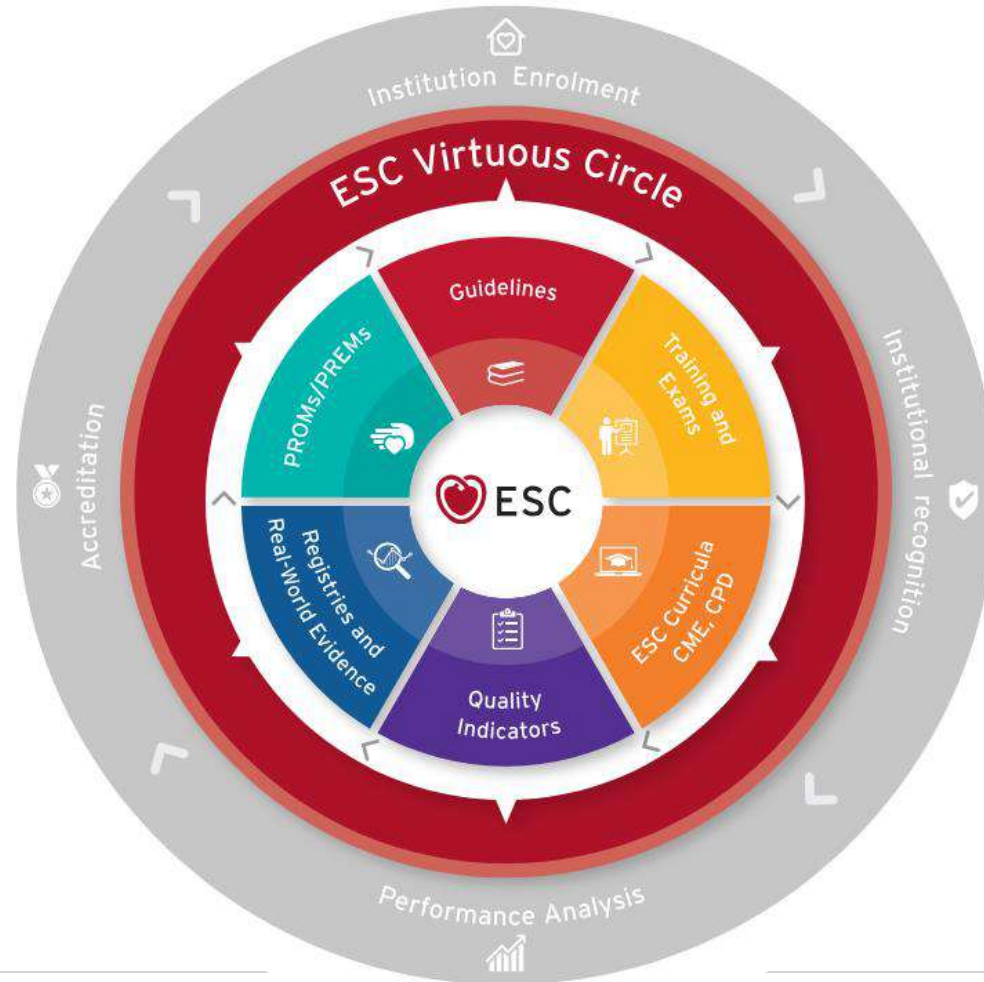 Institution Enrolment
ESC Virtuous Circle
Guidelines
Training and
Exams
ESC Curricula
CME, CPD
Quality
Indicators
Registries and
Real-World Evidence
PROMs/PREMs
ESC
Institutional recognition
Performance Analysis
Accreditation